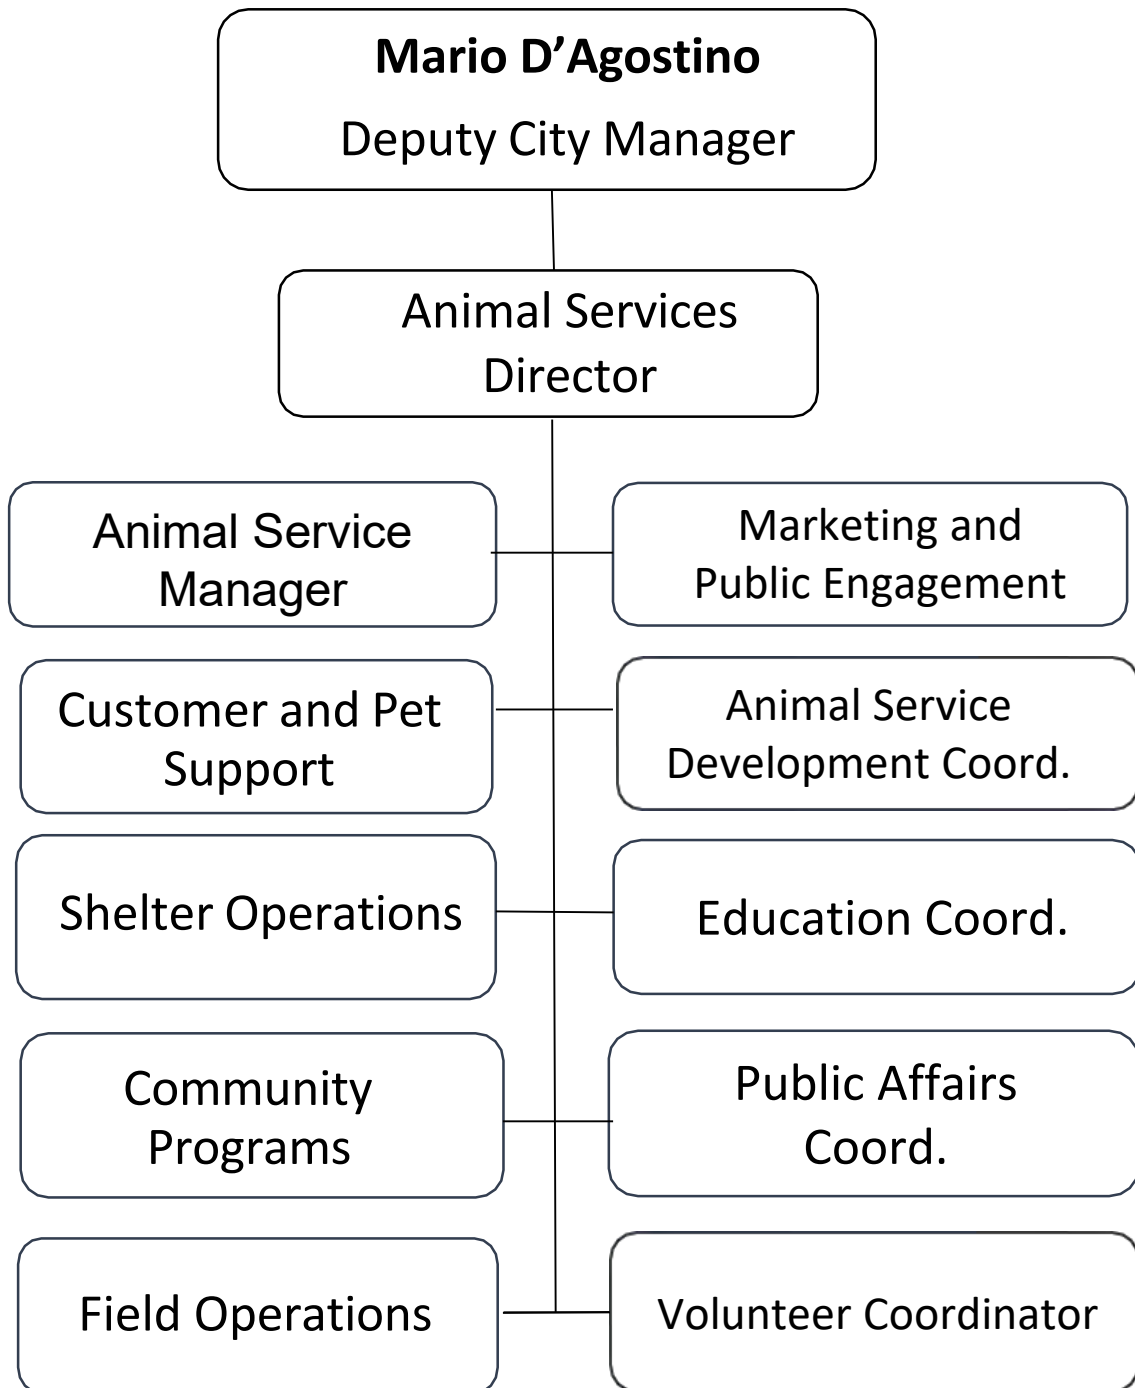 Mario D’Agostino
Deputy City Manager
Animal Services
Director
Animal Service
Manager
Marketing and
Public Engagement
Customer and Pet
Support
Animal Service
Development Coord.
Shelter Operations
Education Coord.
Community
Programs
Public Affairs
Coord.
Field Operations
Volunteer Coordinator